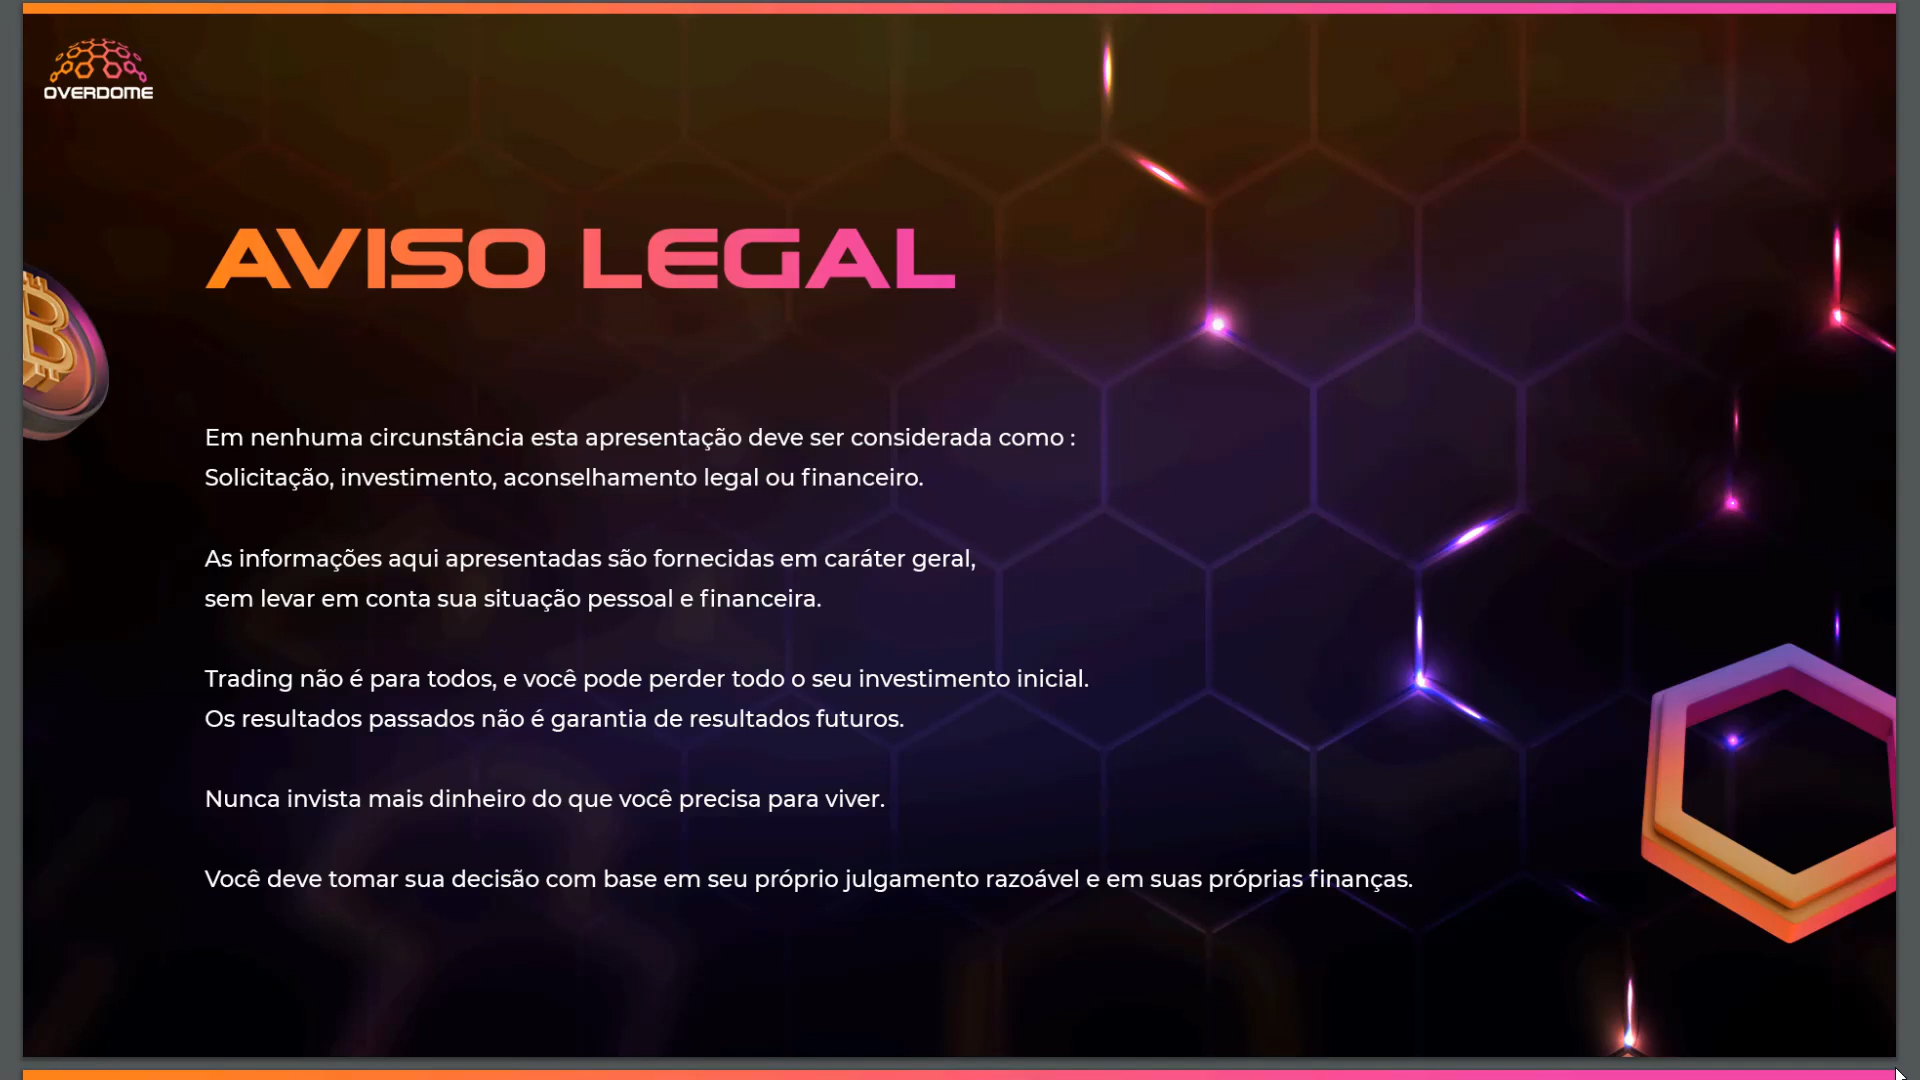 OVERDOME
AVISO LEGAL
Em nenhuma circunstância esta apresentação deve ser considerada como :
Solicitação, investimento, aconselhamento legal ou financeiro.
As informações aqui apresentadas são fornecidas em caráter geral,
sem levar em conta sua situação pessoal e financeira.
Trading não é para todos, e você pode perder todo o seu investimento inicial.
Os resultados passados não é garantia de resultados futuros.
Nunca invista mais dinheiro do que você precisa para viver.
Você deve tomar sua decisão com base em seu próprio julgamento razoável e em suas próprias finanças.